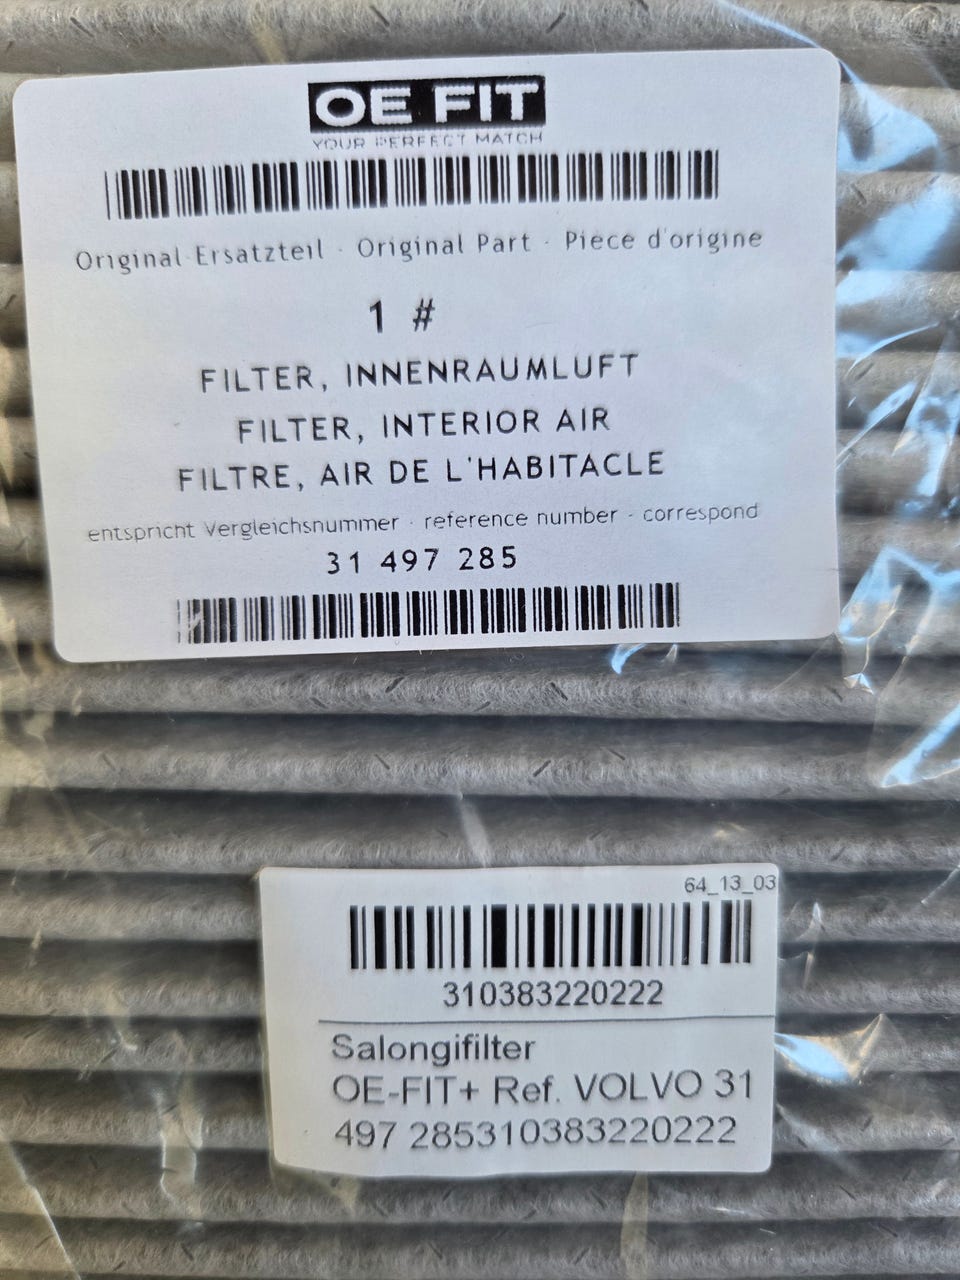 OE FIT
YOUR PERFECT MATCH
Original Ersatzteil · Original Part · Piece d'origine
1 #
FILTER, INNENRAUMLUFT
FILTER, INTERIOR AIR
FILTRE, AIR DE L'HABITACLE
entspricht Vergleichsnummer · reference number · correspond
31 497 285
64_13_03
310383220222
Salongifilter
OE-FIT+ Ref. VOLVO 31
497 285310383220222